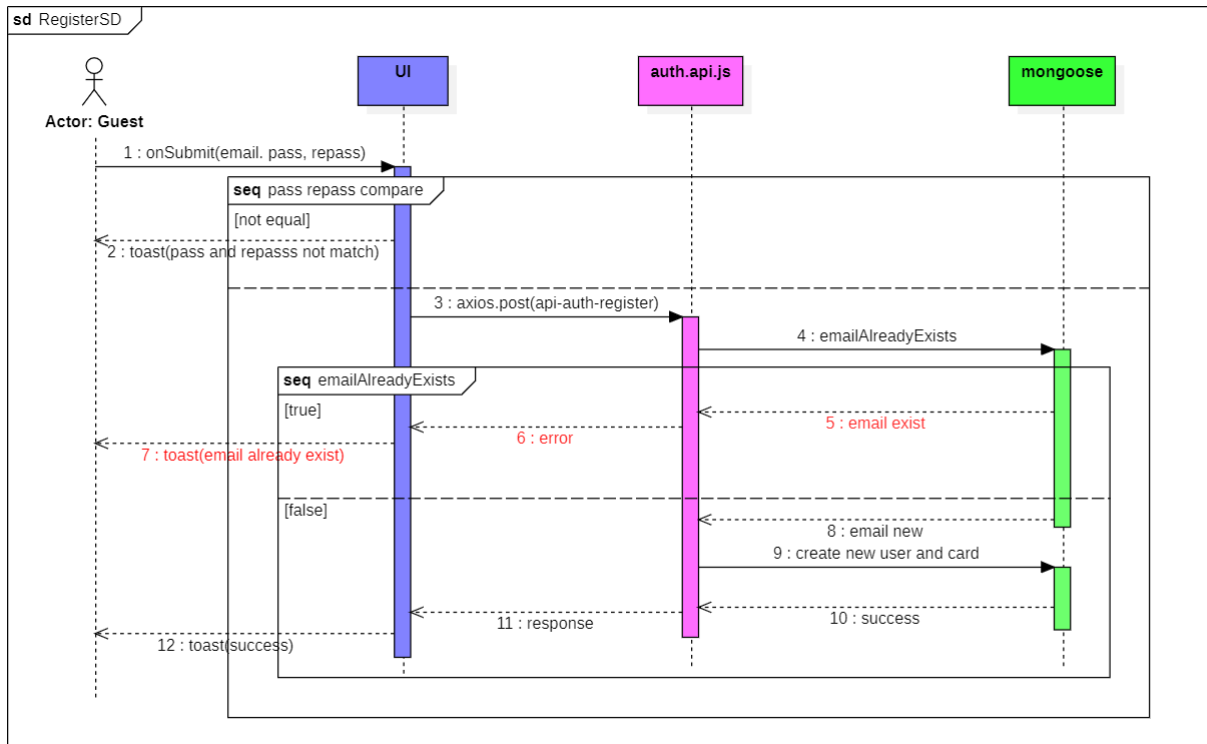 sd RegisterSD
UI
auth.api.js
mongoose
Actor: Guest
1 : onSubmit(email. pass, repass)
seq pass repass compare
[not equal]
2 : toast(pass and repasss not match)
3 : axios.post(api-auth-register)
4 : emailAlreadyExists
seq emailAlreadyExists
[true]
5 : email exist
6 : error
7 : toast(email already exist)
[false]
8 : email new
9 : create new user and card
10 : success
11 : response
12 : toast(success)